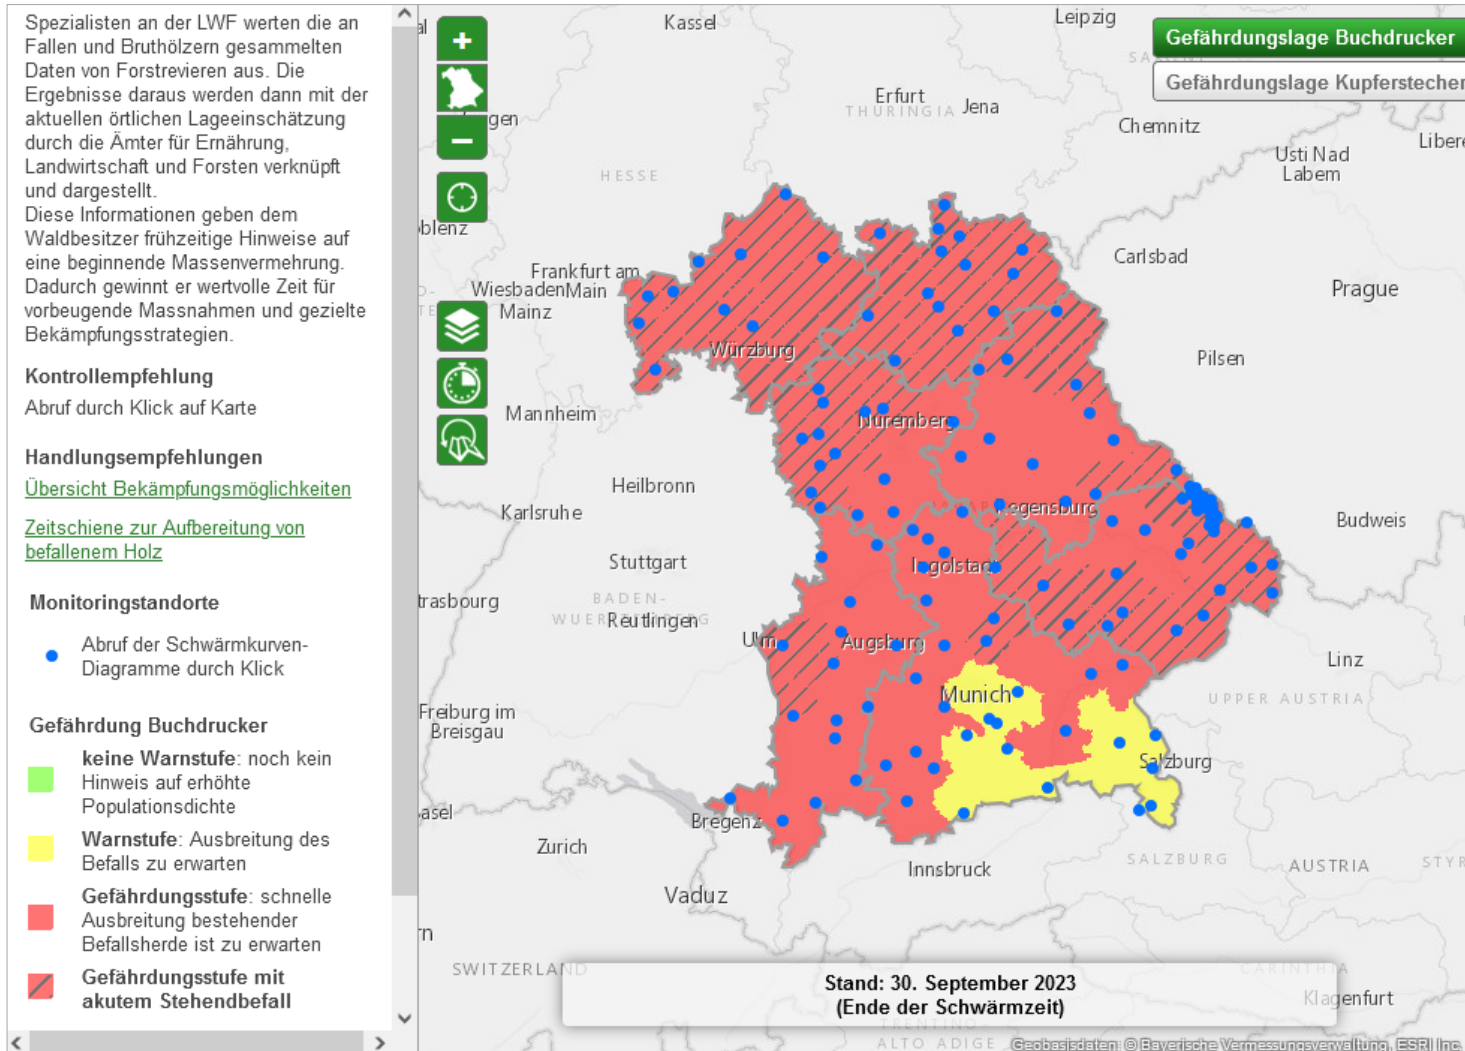 Spezialisten an der LWF werten die an
Fallen und Bruthölzern gesammelten
Daten von Forstrevieren aus. Die
Ergebnisse daraus werden dann mit der
aktuellen örtlichen Lageeinschätzung
durch die Ämter für Ernährung,
Landwirtschaft und Forsten verknüpft
und dargestellt.
Diese Informationen geben dem
Waldbesitzer frühzeitige Hinweise auf
eine beginnende Massenvermehrung.
Dadurch gewinnt er wertvolle Zeit für
vorbeugende Massnahmen und gezielte
Bekämpfungsstrategien.
Kontrollempfehlung
Abruf durch Klick auf Karte
Handlungsempfehlungen
Übersicht Bekämpfungsmöglichkeiten
Zeitschiene zur Aufbereitung von
befallenem Holz
Monitoringstandorte
Abruf der Schwärmkurven-
Diagramme durch Klick
Gefährdung Buchdrucker
keine Warnstufe: noch kein
Hinweis auf erhöhte
Populationsdichte
Warnstufe: Ausbreitung des
Befalls zu erwarten
Gefährdungsstufe: schnelle
Ausbreitung bestehender
Befallsherde ist zu erwarten
Gefährdungsstufe mit
akutem Stehendbefall
Gefährdungslage Buchdrucker
Gefährdungslage Kupferstecher
Kassel
Leipzig
Erfurt
THURINGIA
Jena
Chemnitz
Usti Nad
Labem
HESSE
Carlsbad
Frankfurt am
Main
Wiesbaden
Mainz
Prague
Würzburg
Pilsen
Mannheim
Nuremberg
Heilbronn
Karlsruhe
Regensburg
Budweis
Stuttgart
Ingolstadt
BADEN-
WUERTTEMBERG
Reutlingen
Ulm
Augsburg
Linz
Munich
UPPER AUSTRIA
Freiburg im
Breisgau
Salzburg
Bregenz
Zurich
Innsbruck
SALZBURG
AUSTRIA
Vaduz
SWITZERLAND
CARINTHIA
Klagenfurt
TRENTINO-
ALTO ADIGE
Stand: 30. September 2023
(Ende der Schwärmzeit)
Geobasisdaten: © Bayerische Vermessungsverwaltung, ESRI Inc.